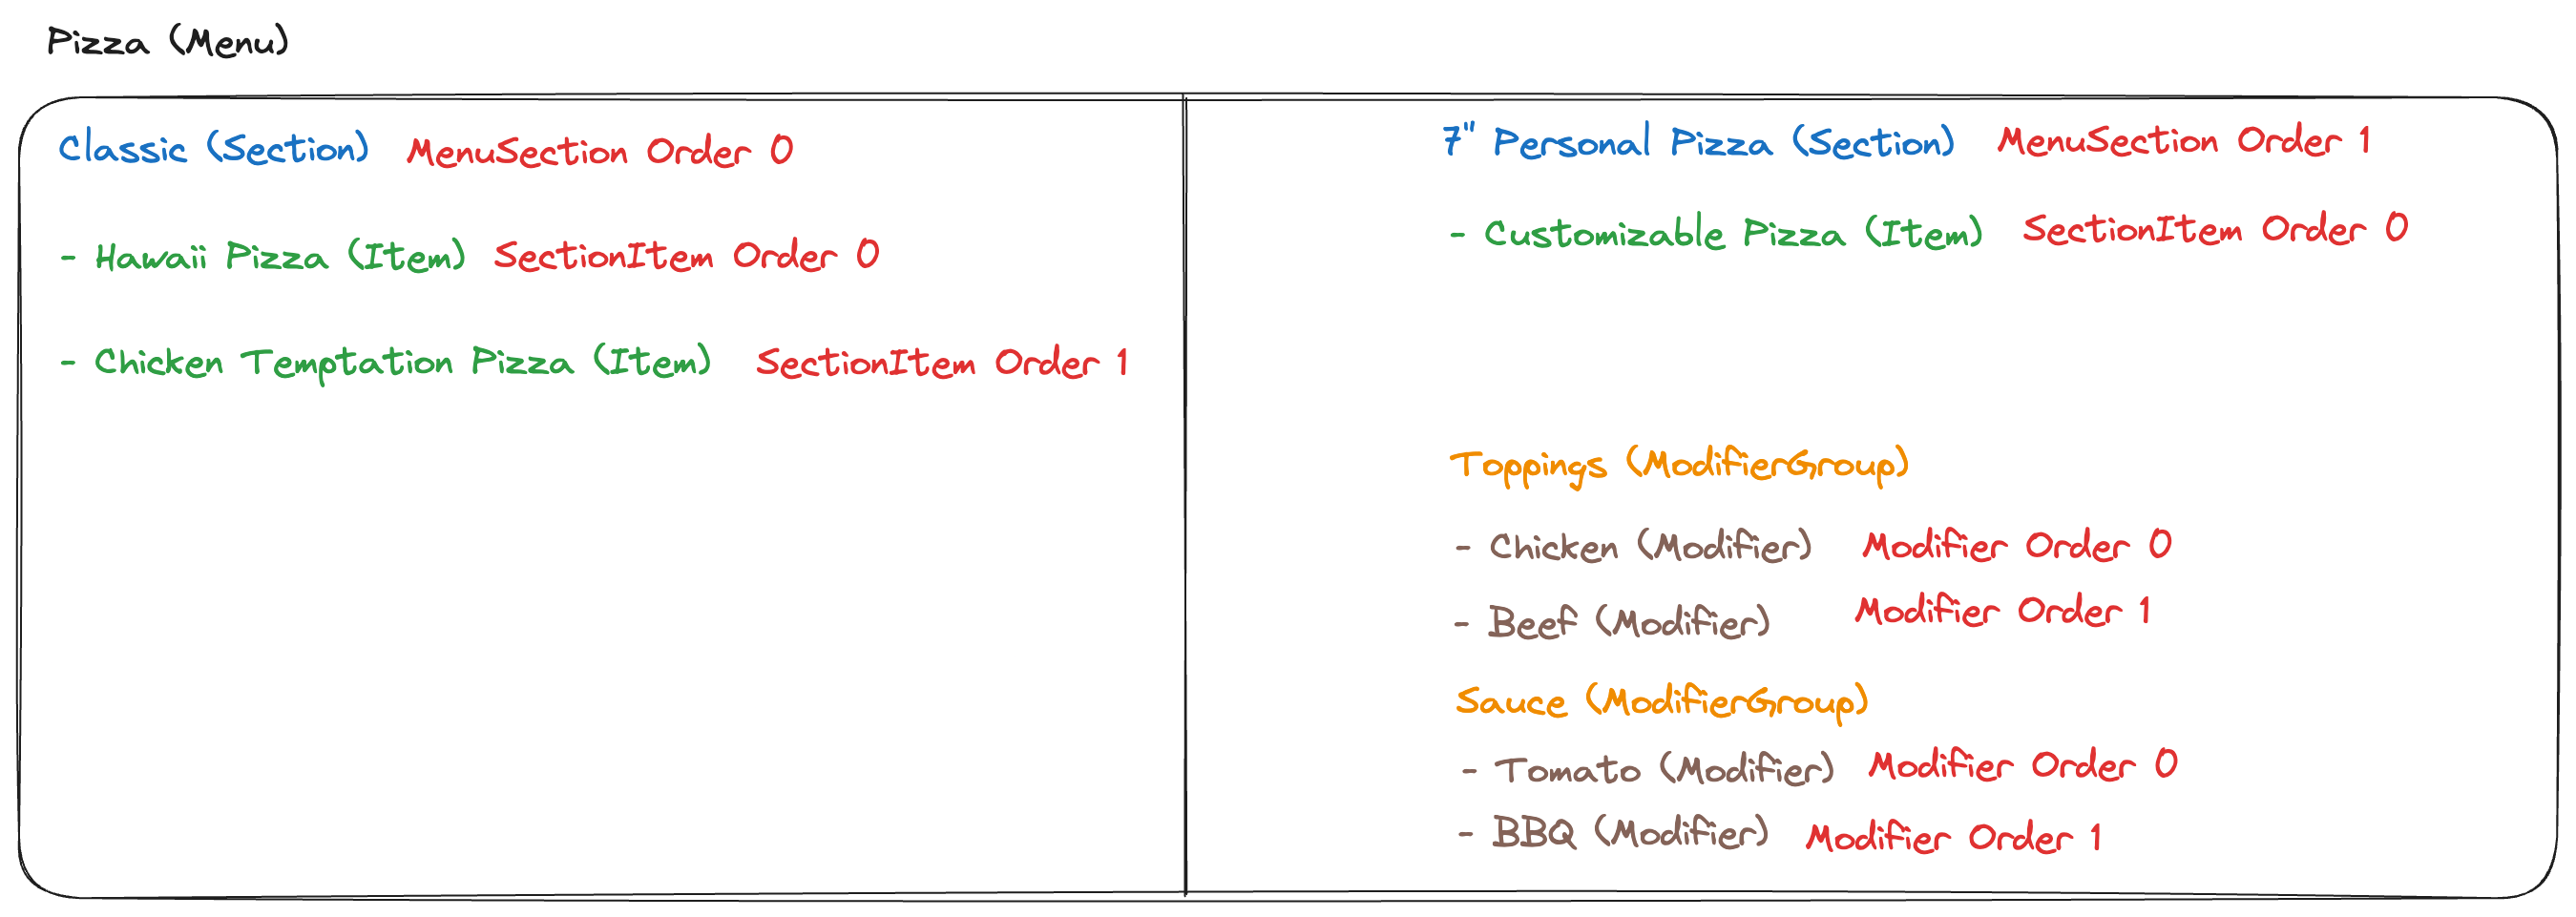 Pizza (Menu)
Classic (Section) MenuSection Order 0
- Hawaii Pizza (Item) SectionItem Order 0
- Chicken Temptation Pizza (Item) SectionItem Order 1
7" Personal Pizza (Section) MenuSection Order 1
- Customizable Pizza (Item) SectionItem Order 0
Toppings (ModifierGroup)
- Chicken (Modifier) Modifier Order 0
- Beef (Modifier) Modifier Order 1
Sauce (ModifierGroup)
- Tomato (Modifier) Modifier Order 0
- BBQ (Modifier) Modifier Order 1